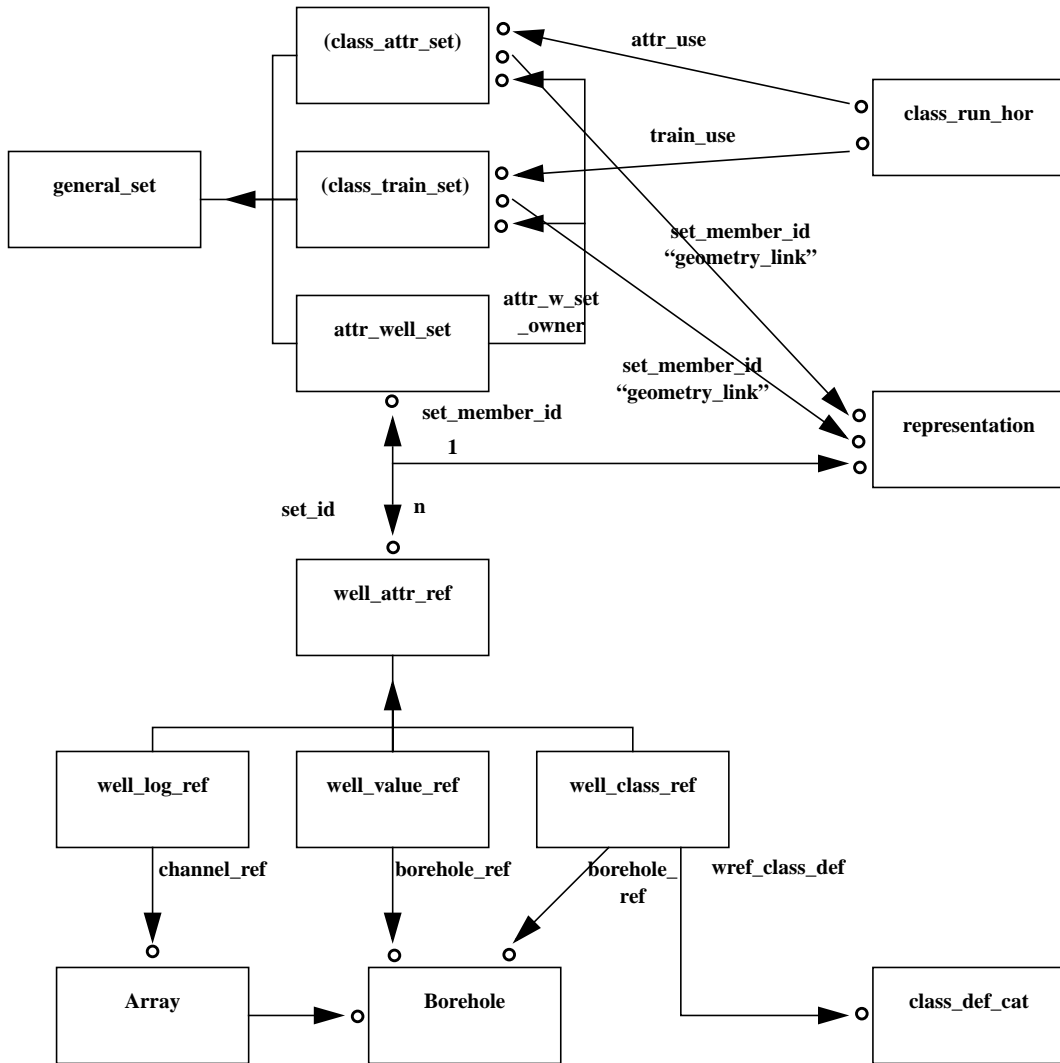 (class_attr_set)
attr_use
class_run_hor
train_use
general_set
(class_train_set)
set_member_id
“geometry_link”
attr_w_set
_owner
attr_well_set
set_member_id
“geometry_link”
set_member_id
1
representation
set_id
n
well_attr_ref
well_log_ref
well_value_ref
well_class_ref
channel_ref
borehole_ref
borehole_
ref
wref_class_def
Array
Borehole
class_def_cat